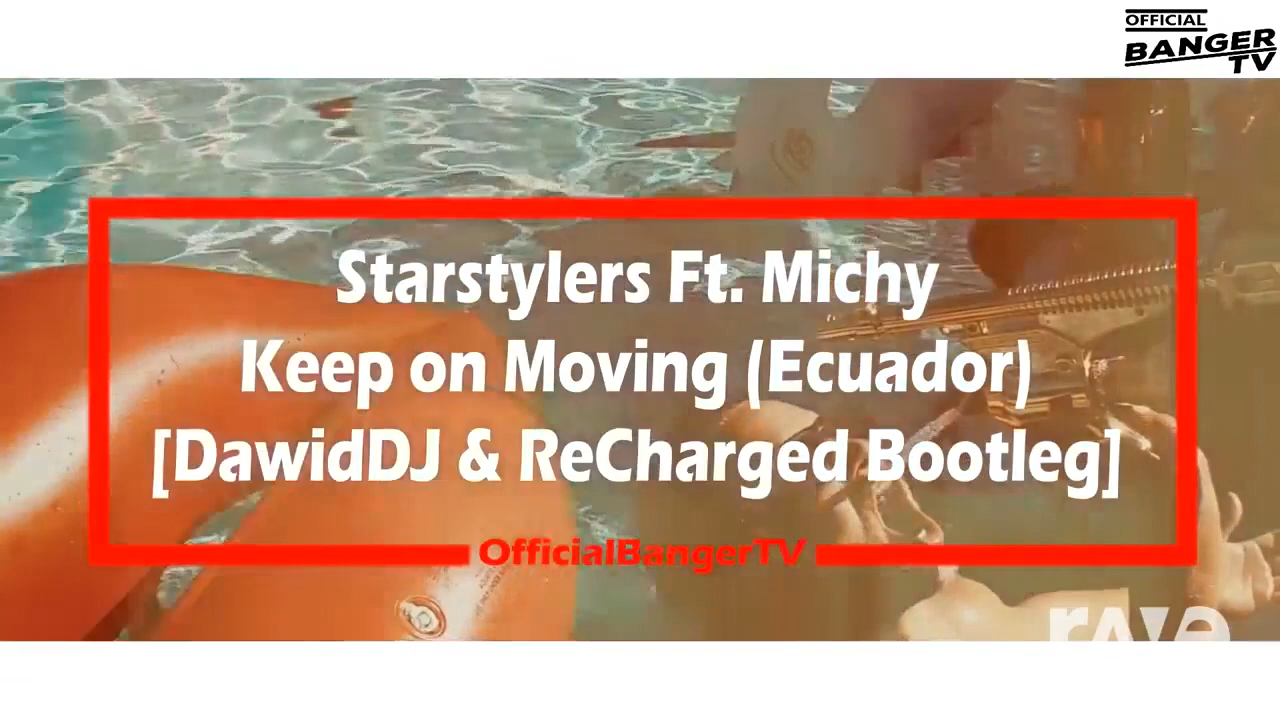 OFFICIAL
BANGER
TV
Starstylers Ft. Michy
Keep on Moving (Ecuador)
[DawidDJ & ReCharged Bootleg]
OfficialBangerTV
rave